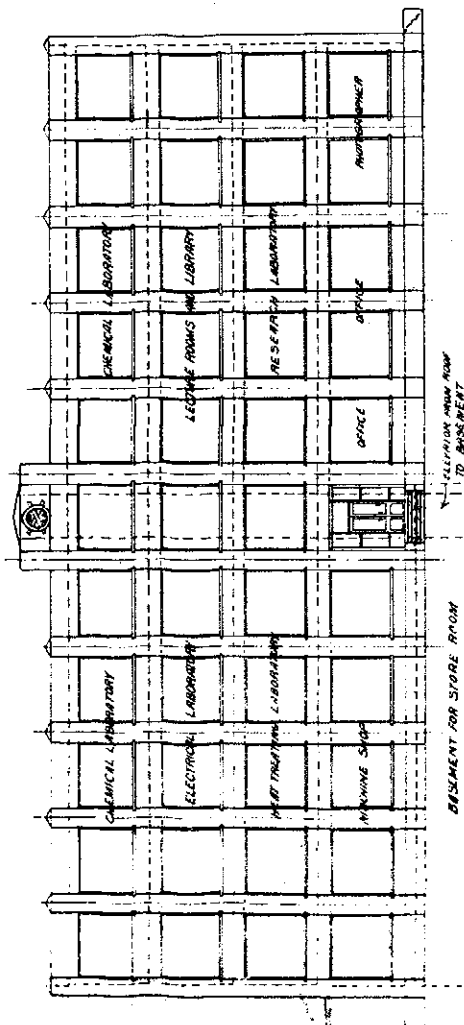 CHEMICAL LABORATORY
CHEMICAL LABORATORY
ELECTRICAL LABORATORY
LECTURE ROOMS AND LIBRARY
HEAT TREATING LABORATORY
RESEARCH LABORATORY
MACHINE SHOP
OFFICE
OFFICE
PHOTOGRAPHER
BASEMENT FOR STORE ROOM
ELEVATOR FROM ROOF
TO BASEMENT